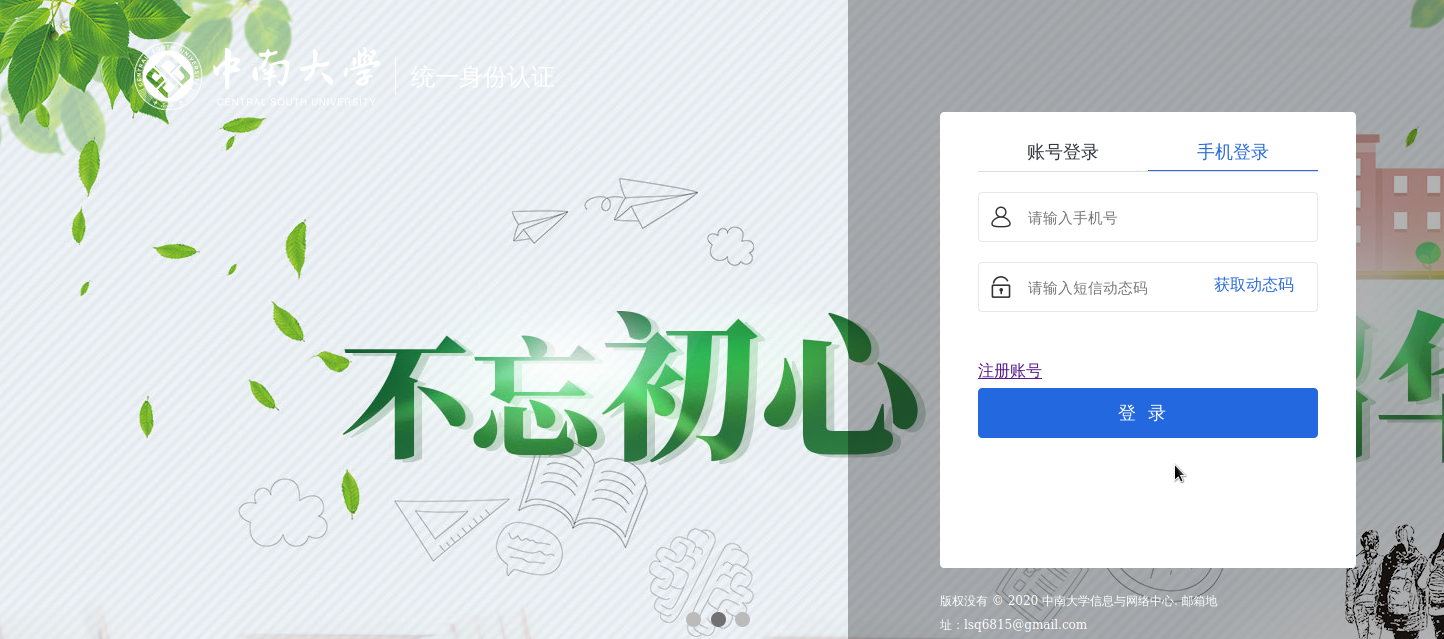 中南大学
CENTRAL SOUTH UNIVERSITY
统一身份认证
账号登录
手机登录
请输入手机号
请输入短信动态码
获取动态码
不忘初心
注册账号
登 录
版权没有 © 2020 中南大学信息与网络中心. 邮箱地
址：lsq6815@gmail.com